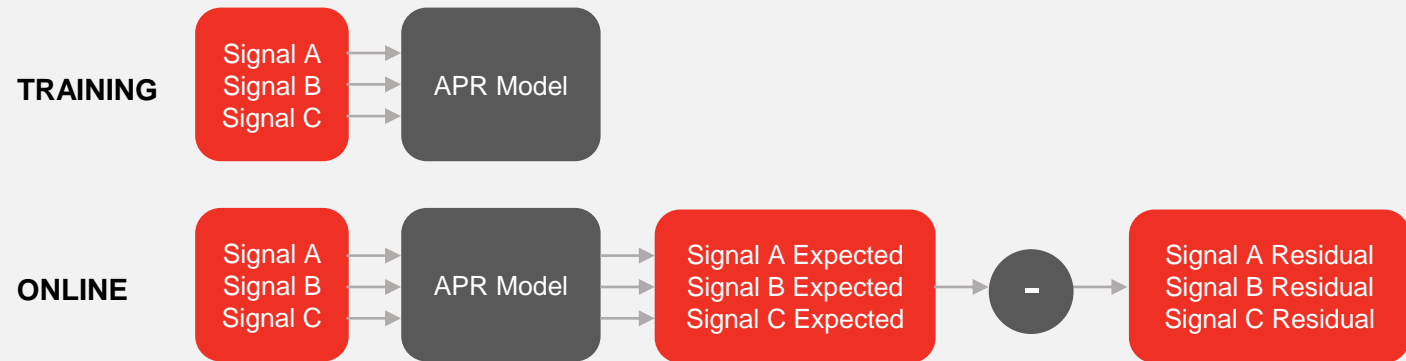 TRAINING
Signal A
Signal B
Signal C
APR Model
ONLINE
Signal A
Signal B
Signal C
APR Model
Signal A Expected
Signal B Expected
Signal C Expected
-
Signal A Residual
Signal B Residual
Signal C Residual